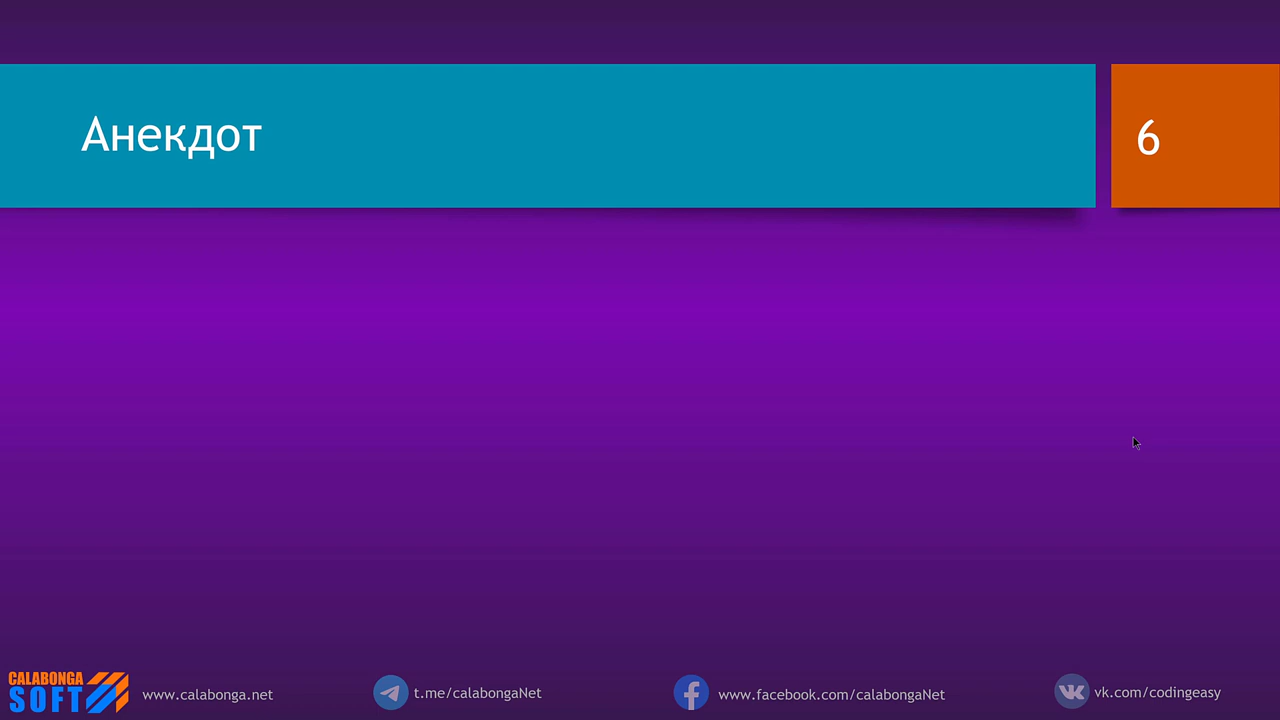 Анекдот
6
CALABONGA
SOFT
www.calabonga.net
t.me/calabongaNet
www.facebook.com/calabongaNet
vk.com/codingeasy